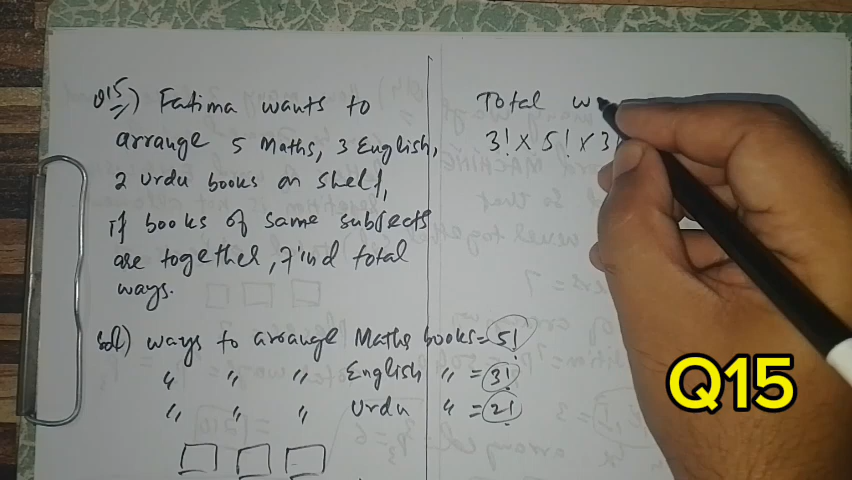 Q15) Fatima wants to
arrange 5 Maths, 3 English,
2 Urdu books on shelf,
if books of same subjects
are together, find total
ways.
Sol) ways to arrange Maths books = 5!
" " " English " = 3!
" " " Urdu " = 2!
Total w
3! × 5! × 3!
Q15